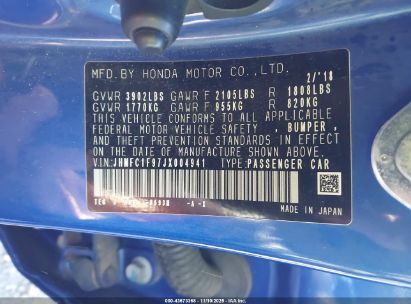 MFD. BY HONDA MOTOR CO., LTD. 2/'18
GVWR 3902LBS GAWR F 2105LBS R 1808LBS
GVWR 1770KG GAWR F 955KG R 820KG
THIS VEHICLE CONFORMS TO ALL APPLICABLE
FEDERAL MOTOR VEHICLE SAFETY , BUMPER ,
AND THEFT PREVENTION STANDARDS IN EFFECT
ON THE DATE OF MANUFACTURE SHOWN ABOVE.
VIN: JHMFC1F97JX004941 TYPE: PASSENGER CAR
MADE IN JAPAN